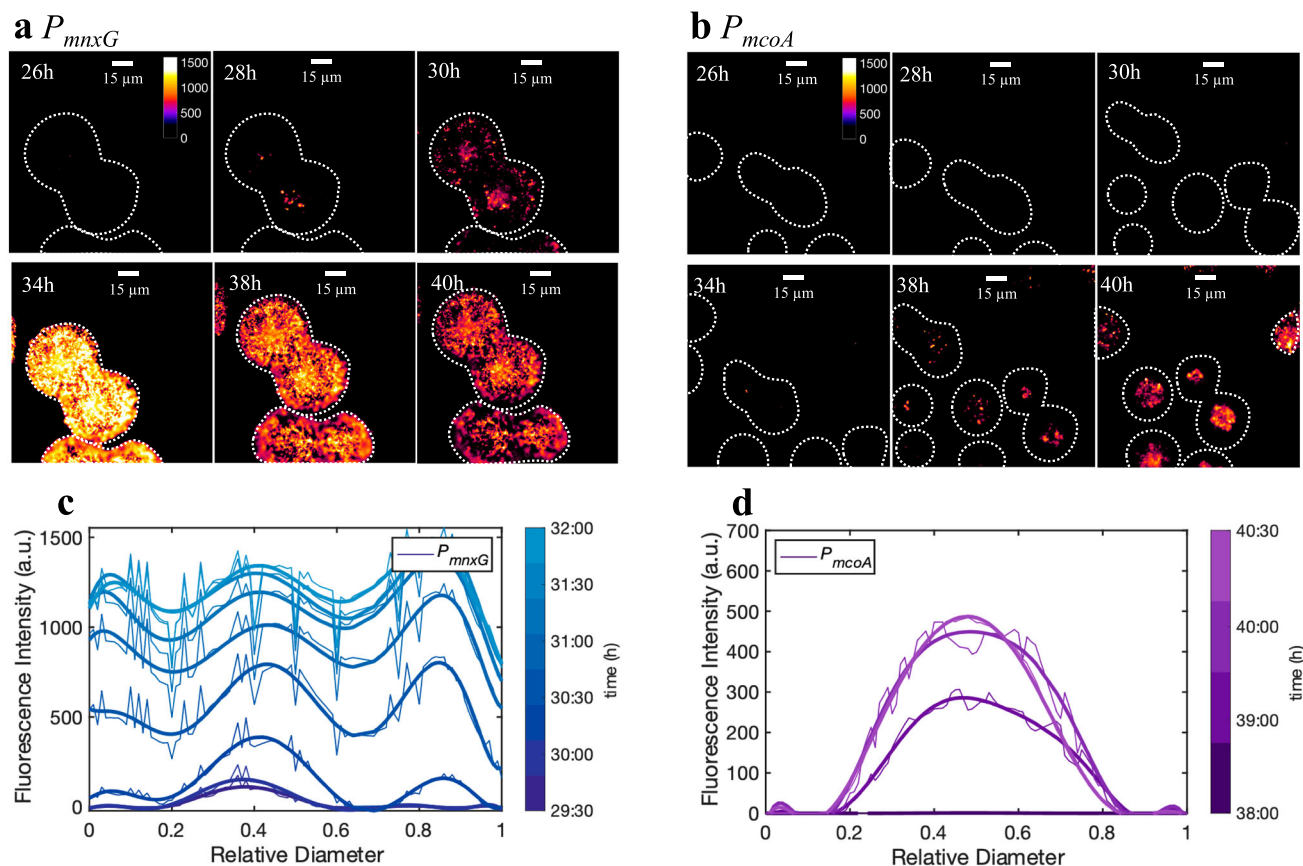 a P_mnxG
b P_mcoA
26h 15 µm 1500 1000 500 0
28h 15 µm
30h 15 µm
26h 15 µm 1500 1000 500 0
28h 15 µm
30h 15 µm
34h 15 µm
38h 15 µm
40h 15 µm
34h 15 µm
38h 15 µm
40h 15 µm
c
1500
1000
500
0
Fluorescence Intensity (a.u.)
P_mnxG
0 0.2 0.4 0.6 0.8 1
Relative Diameter
32:00
31:30
31:00
30:30
30:00
29:30
time (h)
d
700
600
500
400
300
200
100
0
Fluorescence Intensity (a.u.)
P_mcoA
0 0.2 0.4 0.6 0.8 1
Relative Diameter
40:30
40:00
39:00
38:00
time (h)